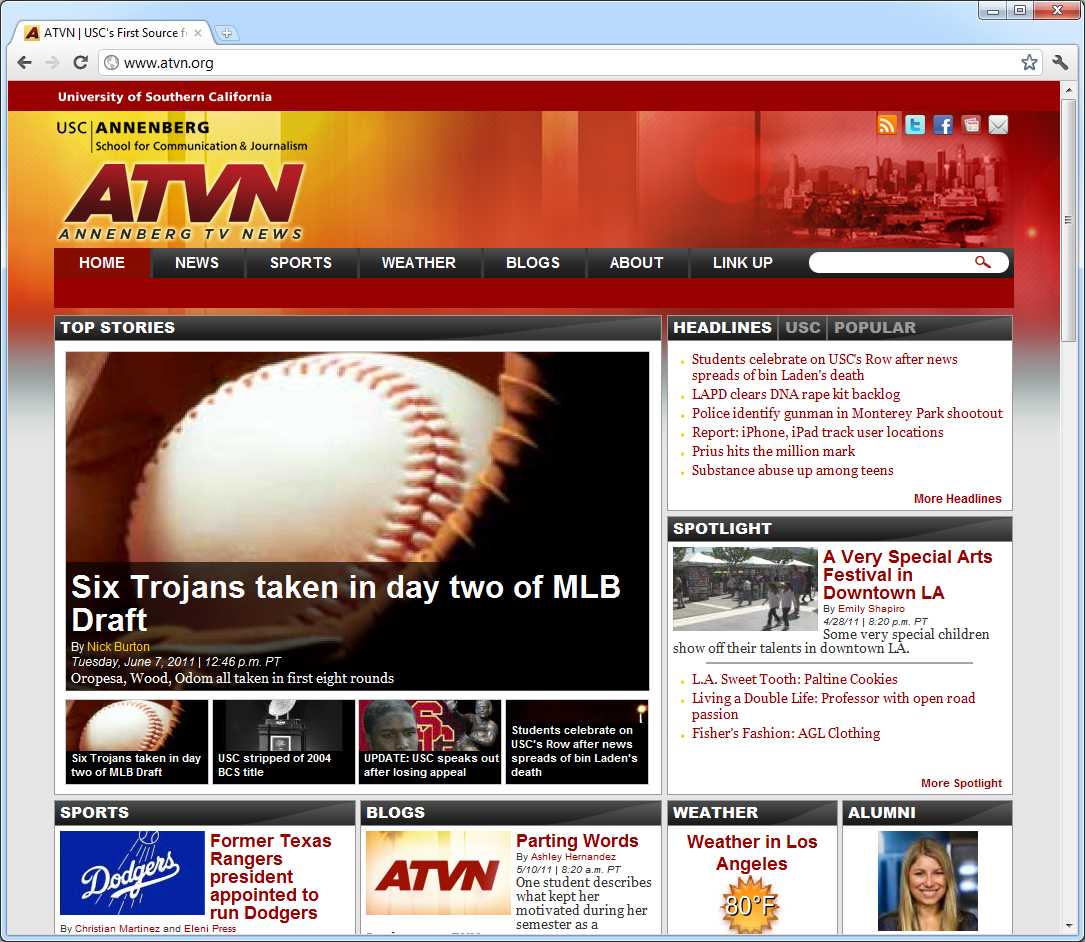 ATVN | USC's First Source f
www.atvn.org
University of Southern California
USC | ANNENBERG
School for Communication & Journalism
ATVN
ANNENBERG TV NEWS
HOME NEWS SPORTS WEATHER BLOGS ABOUT LINK UP
TOP STORIES
Six Trojans taken in day two of MLB
Draft
By Nick Burton
Tuesday, June 7, 2011 | 12:46 p.m. PT
Oropesa, Wood, Odom all taken in first eight rounds
Six Trojans taken in day
two of MLB Draft
USC stripped of 2004
BCS title
UPDATE: USC speaks out
after losing appeal
Students celebrate on
USC's Row after news
spreads of bin Laden's
death
HEADLINES USC POPULAR
Students celebrate on USC's Row after news
spreads of bin Laden's death
LAPD clears DNA rape kit backlog
Police identify gunman in Monterey Park shootout
Report: iPhone, iPad track user locations
Prius hits the million mark
Substance abuse up among teens
More Headlines
SPOTLIGHT
A Very Special Arts
Festival in
Downtown LA
By Emily Shapiro
4/28/11 | 8:20 p.m. PT
Some very special children
show off their talents in downtown LA.
L.A. Sweet Tooth: Paltine Cookies
Living a Double Life: Professor with open road
passion
Fisher's Fashion: AGL Clothing
More Spotlight
SPORTS
Dodgers
Former Texas
Rangers
president
appointed to
run Dodgers
By Christian Martinez and Eleni Press
BLOGS
ATVN
Parting Words
By Ashley Hernandez
5/10/11 | 8:20 a.m. PT
One student describes
what kept her
motivated during her
semester as a
WEATHER
Weather in Los
Angeles
80°F
ALUMNI